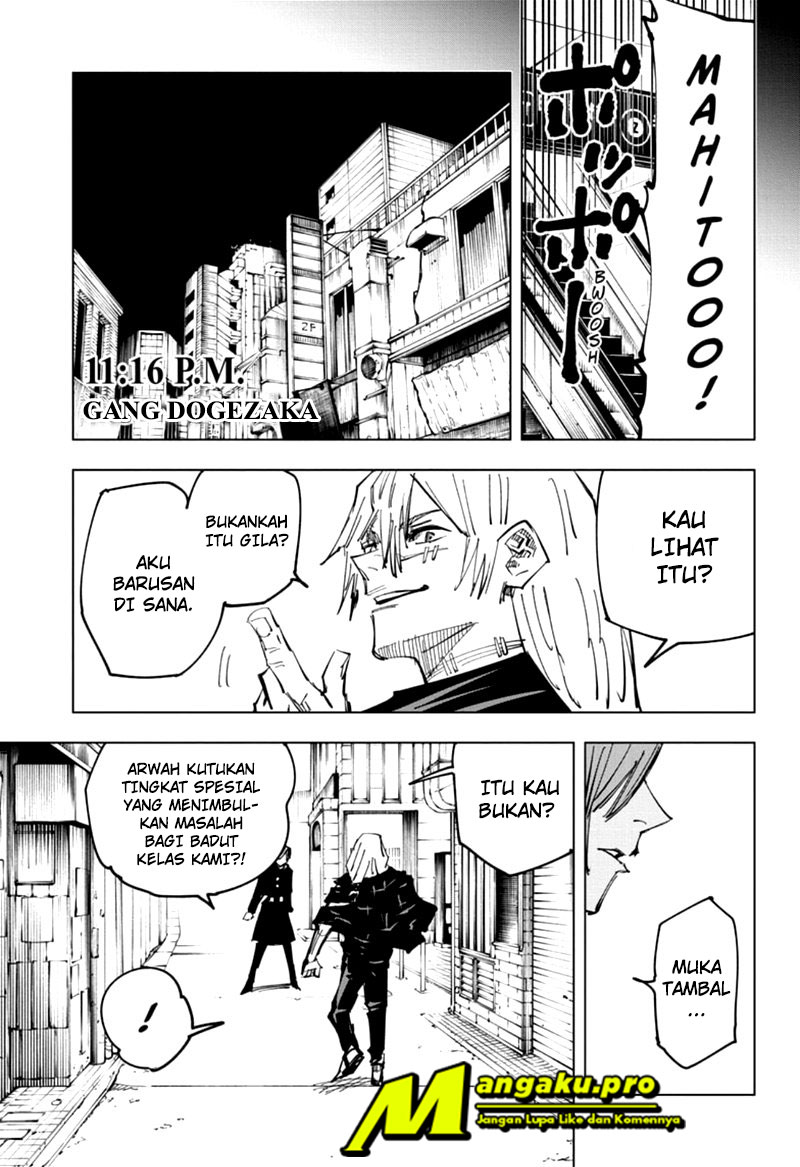 MAHITOOO!
ポッポー
BWOOSH
2
2F
11:16 P.M.
GANG DOGEZAKA
KAU
LIHAT
ITU?
BUKANKAH
ITU GILA?
AKU
BARUSAN
DI SANA.
MUKA
TAMBAL
...
ITU KAU
BUKAN?
ARWAH KUTUKAN
TINGKAT SPESIAL
YANG MENIMBUL-
KAN MASALAH
BAGI BADUT
KELAS KAMI?!
!
Mangaku.pro
Jangan Lupa Like dan Komennya